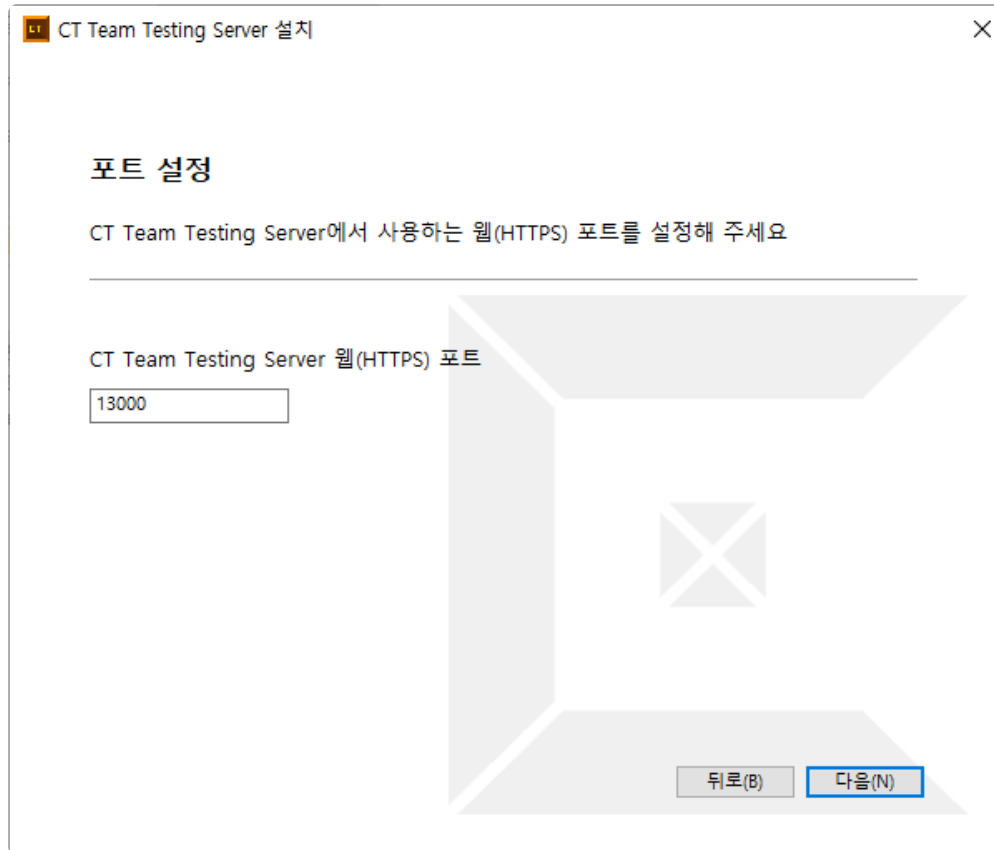 CT Team Testing Server 설치
포트 설정
CT Team Testing Server에서 사용하는 웹(HTTPS) 포트를 설정해 주세요
CT Team Testing Server 웹(HTTPS) 포트
13000
뒤로(B) 다음(N)